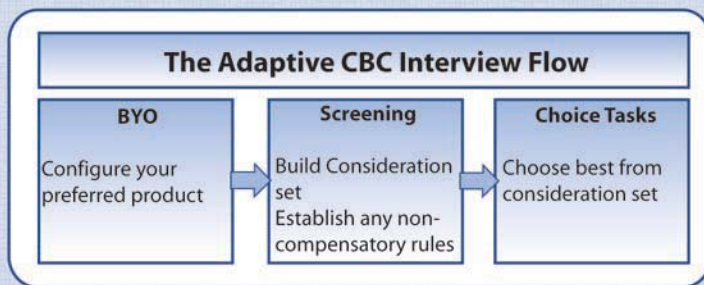 The Adaptive CBC Interview Flow
BYO
Configure your
preferred product
Screening
Build Consideration
set
Establish any non-
compensatory rules
Choice Tasks
Choose best from
consideration set